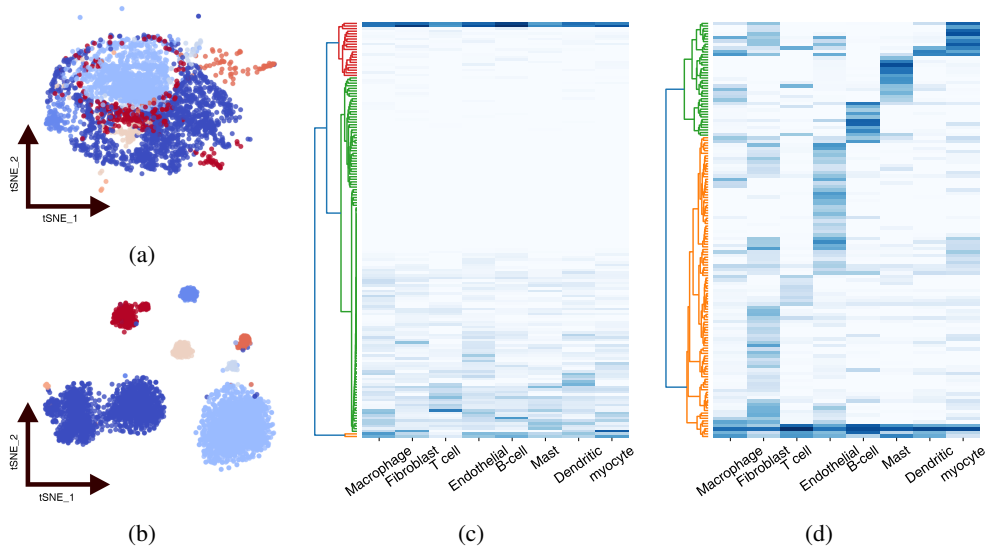 tSNE_2
tSNE_1
(a)
tSNE_2
tSNE_1
(b)
Macrophage
Fibroblast
T cell
Endothelial
B-cell
Mast
Dendritic
myocyte
(c)
Macrophage
Fibroblast
T cell
Endothelial
B-cell
Mast
Dendritic
myocyte
(d)